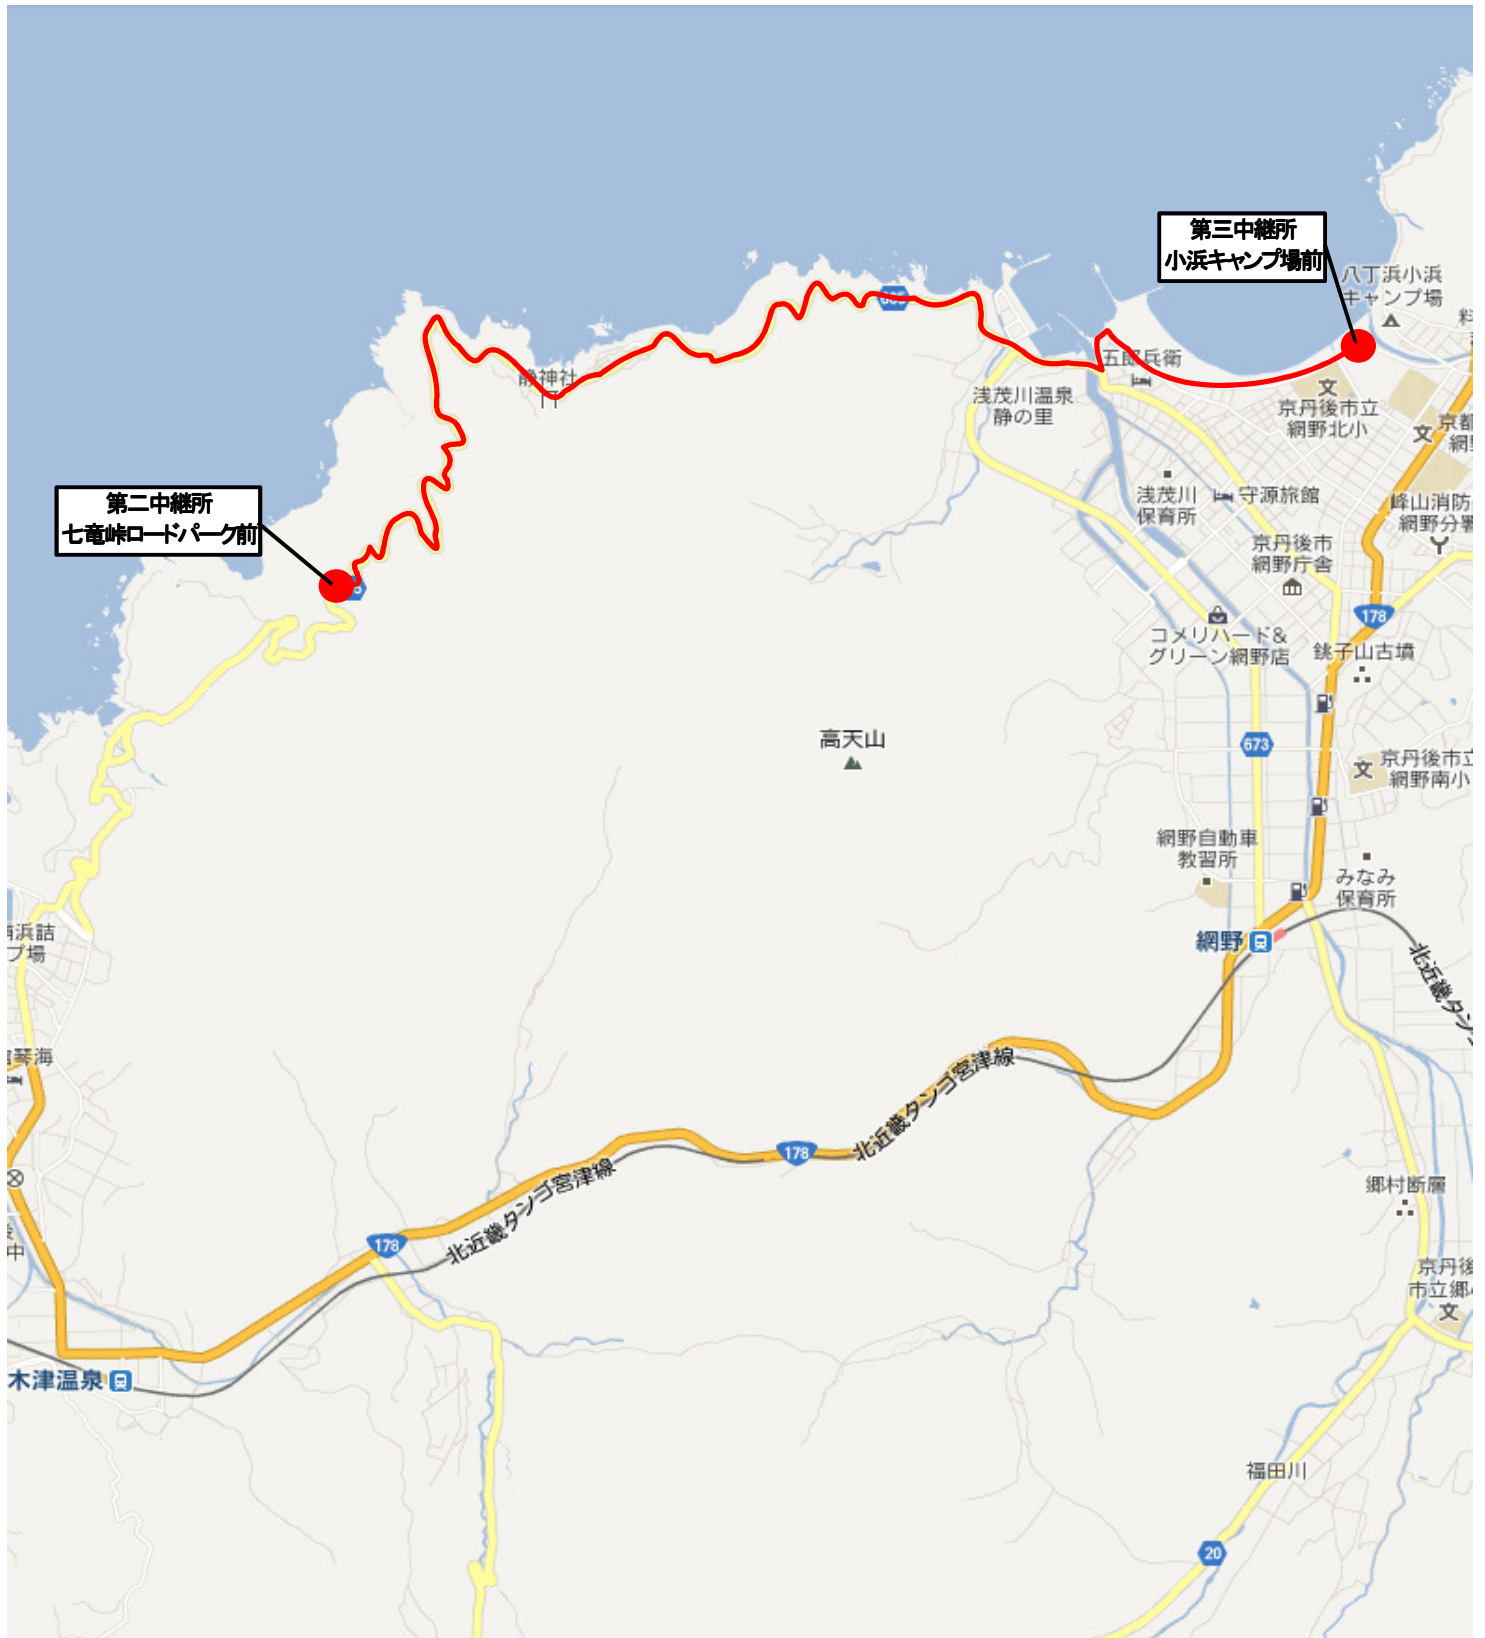 第三中継所
小浜キャンプ場前
八丁浜小浜
キャンプ場
料
五郎兵衛
静神社
浅茂川温泉
静の里
京丹後市立
網野北小
京都
網野
第二中継所
七竜峠ロードパーク前
浅茂川
保育所
守源旅館
峰山消防
網野分署
京丹後市
網野庁舎
178
コメリハード&
グリーン網野店
銚子山古墳
高天山
673
京丹後市立
網野南小
網野自動車
教習所
みなみ
保育所
浜詰
プ場
網野
北近畿タンゴ
琴海
北近畿タンゴ宮津線
178
北近畿タンゴ宮津線
郷村断層
178
中
京丹後
市立郷
木津温泉
福田川
20